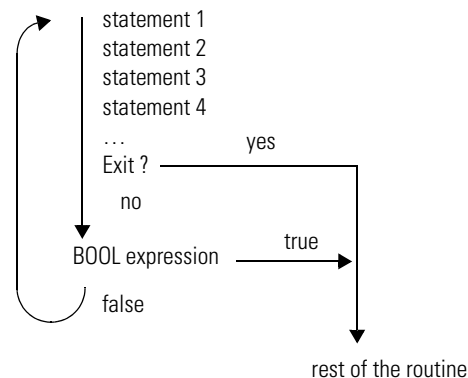 statement 1
statement 2
statement 3
statement 4
...
Exit ?
yes
no
BOOL expression
true
false
rest of the routine